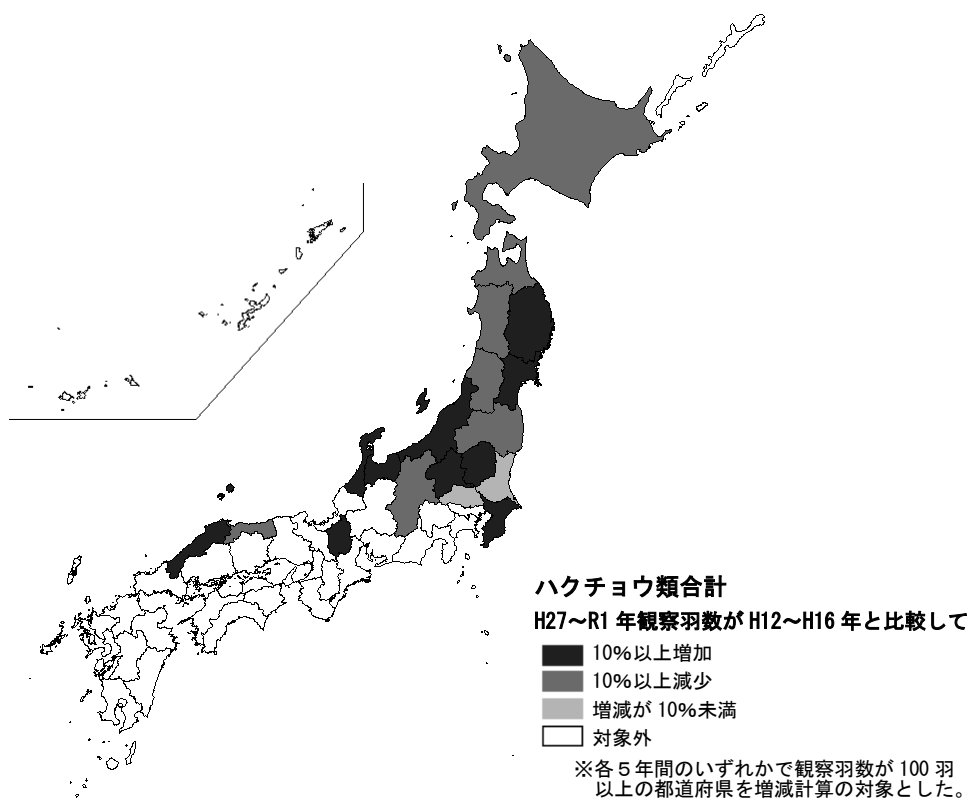 ハクチョウ類合計
H27～R1 年観察羽数が H12～H16 年と比較して
10%以上増加
10%以上減少
増減が 10%未満
対象外
※各５年間のいずれかで観察羽数が 100 羽
以上の都道府県を増減計算の対象とした。